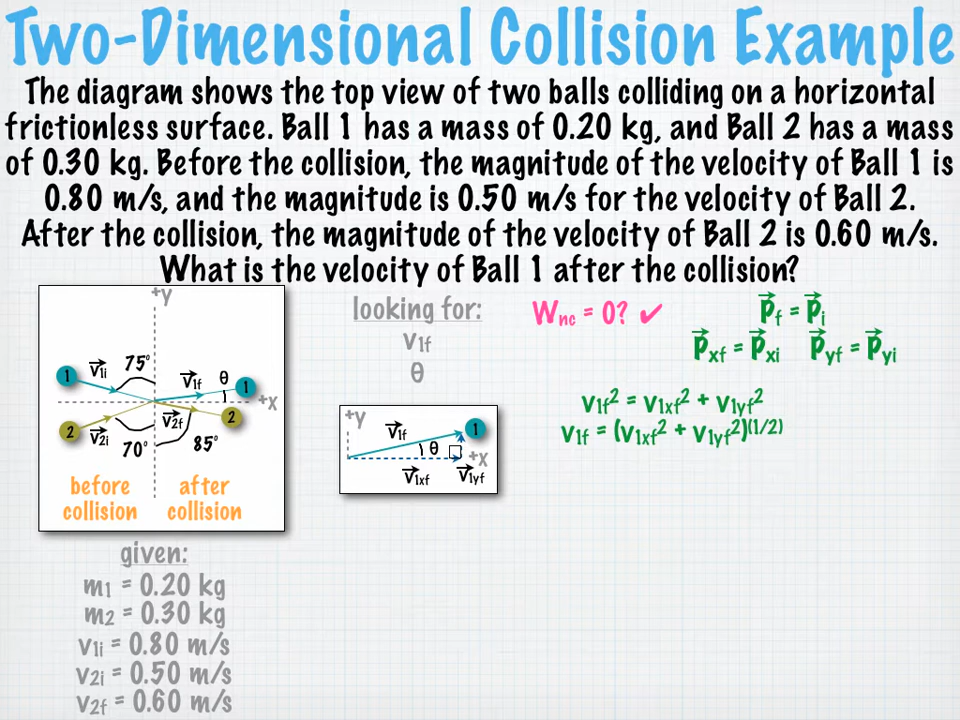 Two-Dimensional Collision Example
The diagram shows the top view of two balls colliding on a horizontal
frictionless surface. Ball 1 has a mass of 0.20 kg, and Ball 2 has a mass
of 0.30 kg. Before the collision, the magnitude of the velocity of Ball 1 is
0.80 m/s, and the magnitude is 0.50 m/s for the velocity of Ball 2.
After the collision, the magnitude of the velocity of Ball 2 is 0.60 m/s.
What is the velocity of Ball 1 after the collision?
+y
1
v⃗1i
75°
v⃗1f
θ
1
+x
2
v⃗2i
70°
v⃗2f
85°
2
before
collision
after
collision
given:
m1 = 0.20 kg
m2 = 0.30 kg
v1i = 0.80 m/s
v2i = 0.50 m/s
v2f = 0.60 m/s
looking for:
v1f
θ
+y
v⃗1f
1
θ
+x
v⃗1xf
v⃗1yf
Wnc = 0? ✔
p⃗f = p⃗i
p⃗xf = p⃗xi p⃗yf = p⃗yi
v1f² = v1xf² + v1yf²
v1f = (v1xf² + v1yf²)^(1/2)